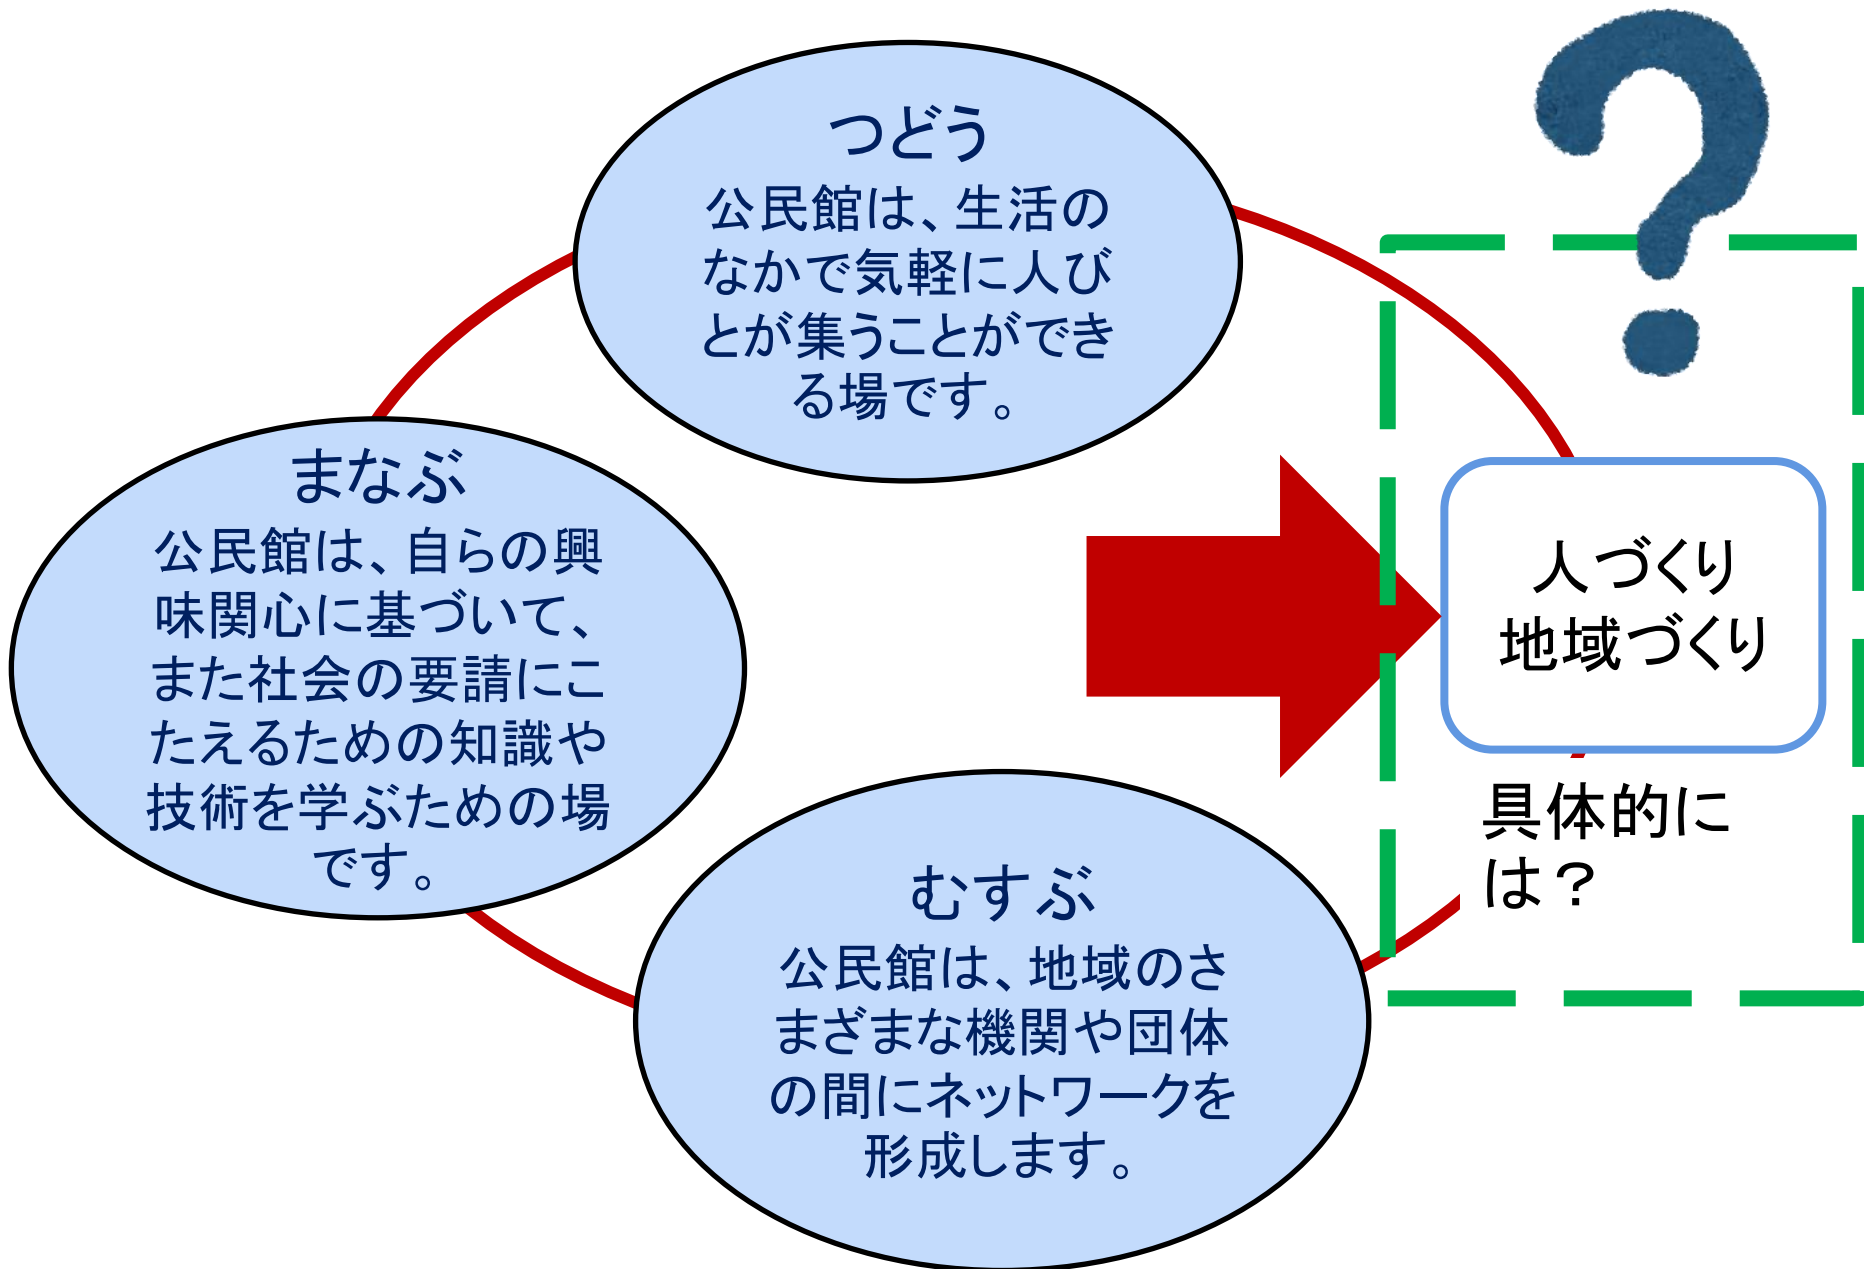 つどう
公民館は、生活の
なかで気軽に人び
とが集うことができ
る場です。
まなぶ
公民館は、自らの興
味関心に基づいて、
また社会の要請にこ
たえるための知識や
技術を学ぶための場
です。
むすぶ
公民館は、地域のさ
まざまな機関や団体
の間にネットワークを
形成します。
人づくり
地域づくり
具体的に
は？